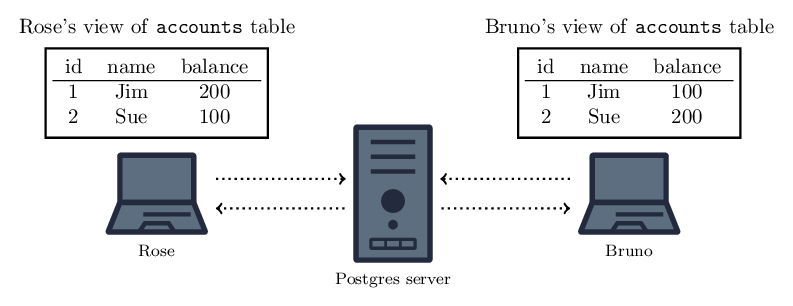 Rose's view of accounts table
id name balance
1 Jim 200
2 Sue 100
Bruno's view of accounts table
id name balance
1 Jim 100
2 Sue 200
Rose
Bruno
Postgres server